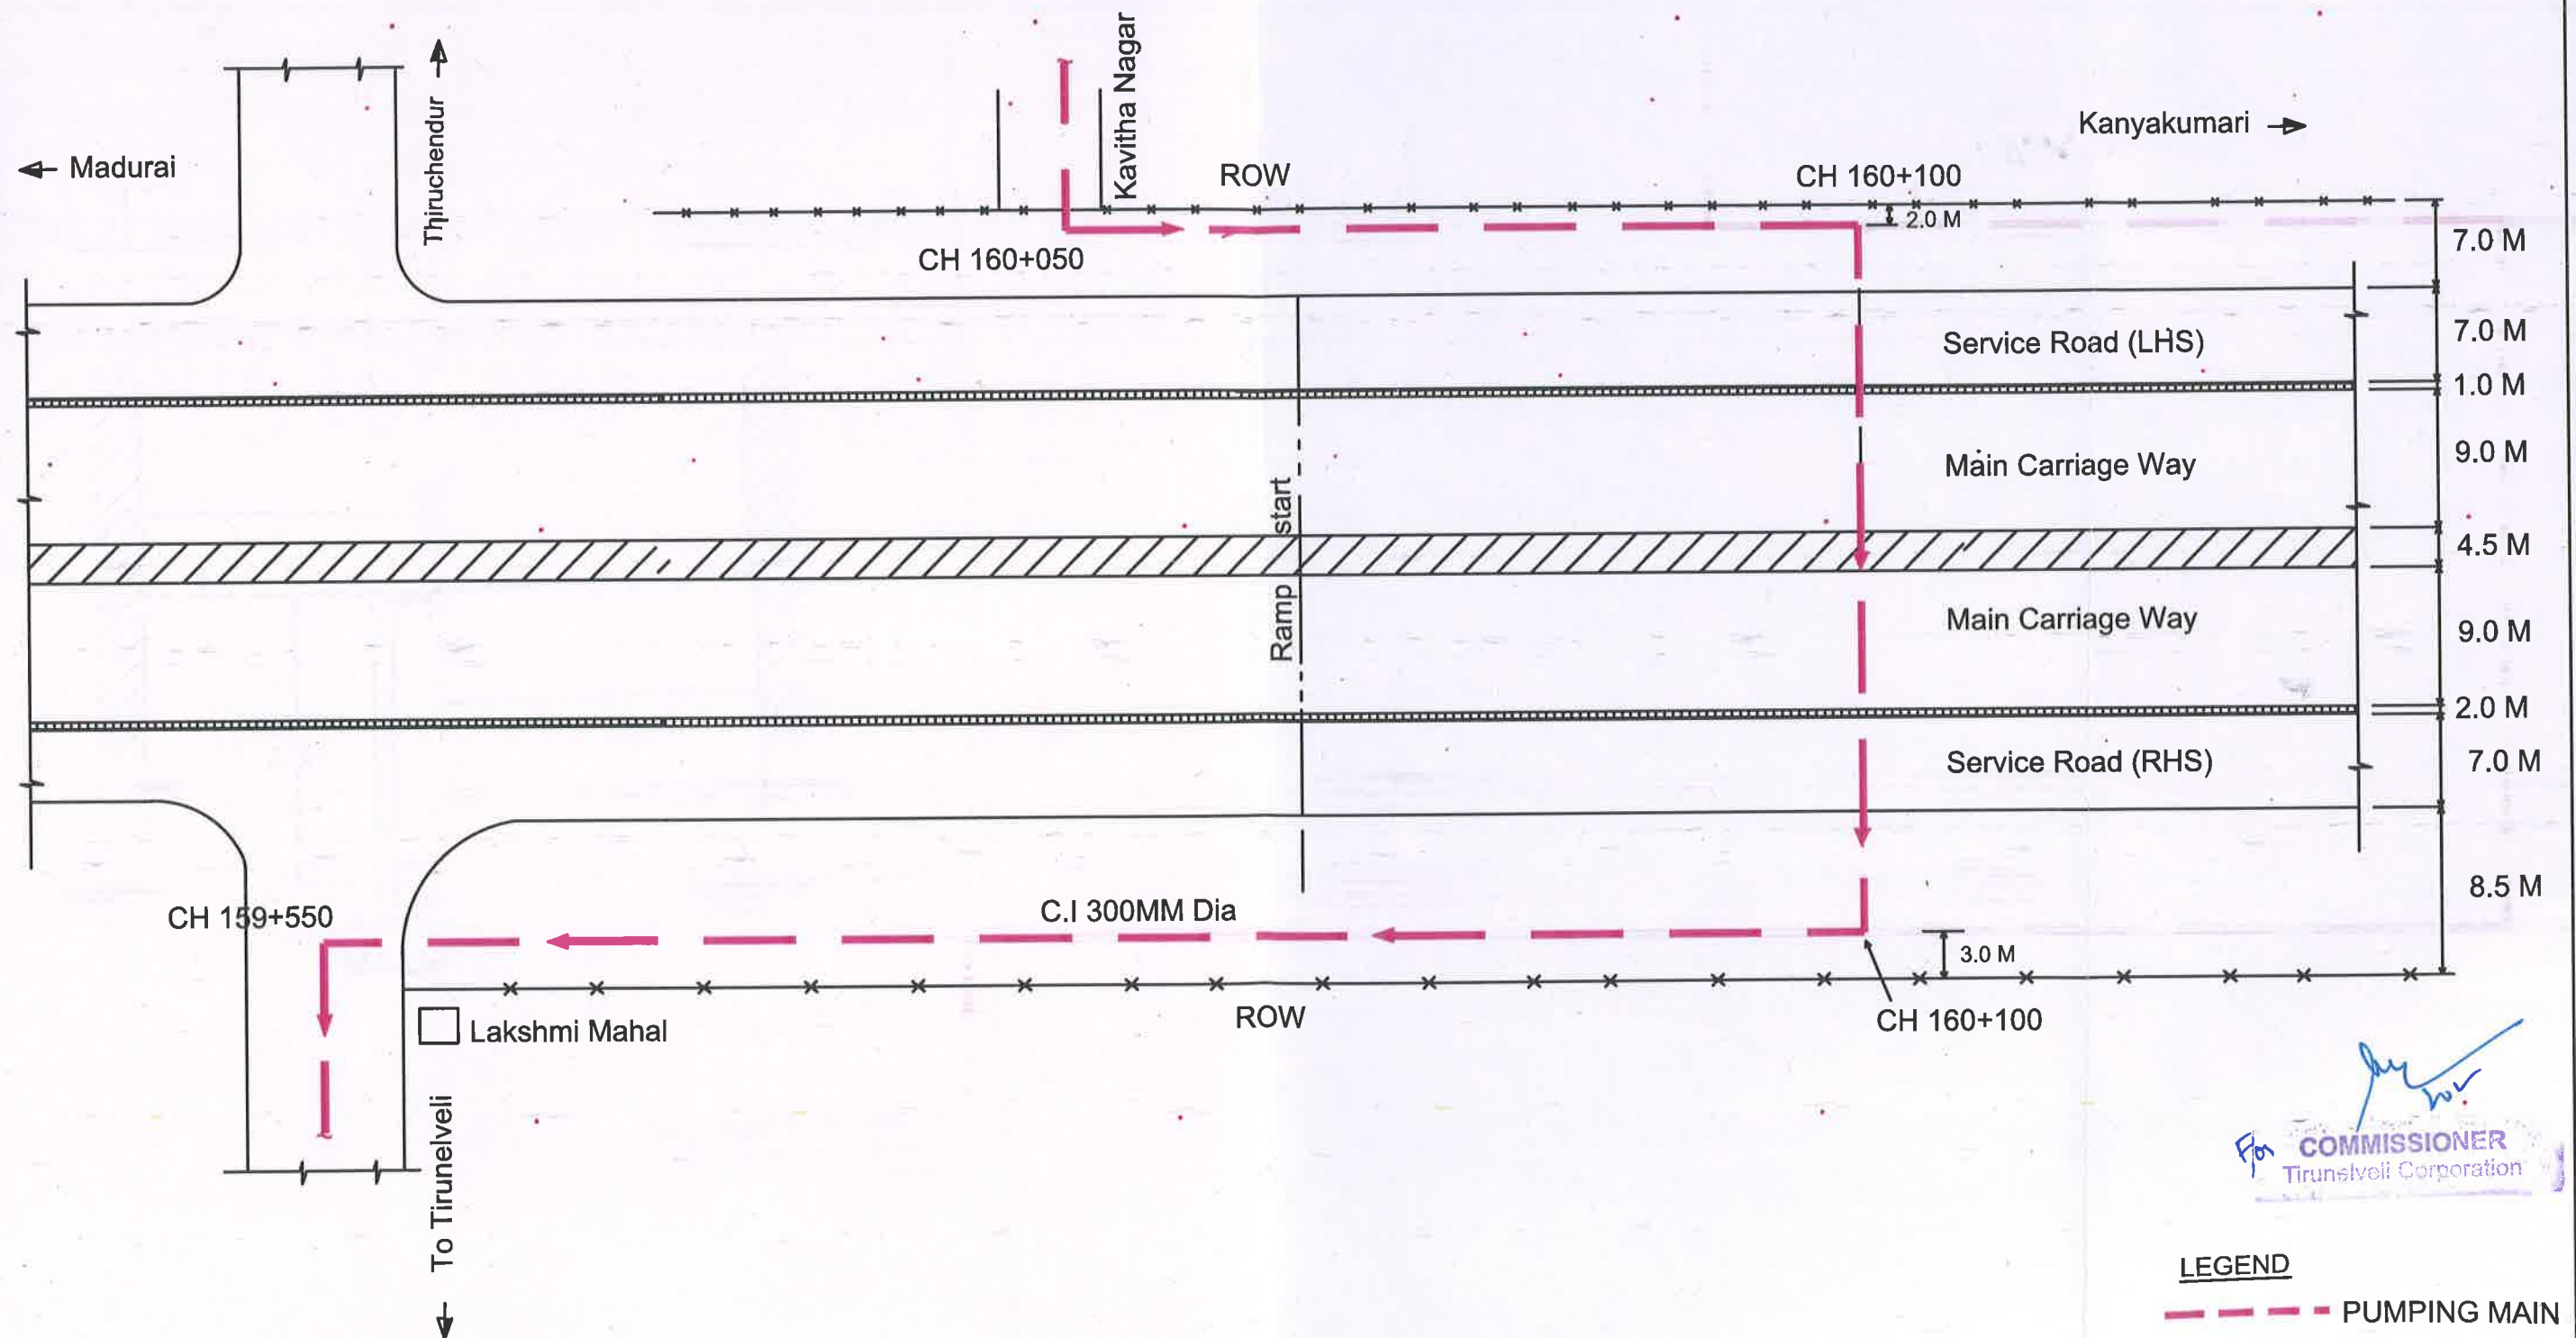 Thiruchendur
Kavitha Nagar
Madurai
Kanyakumari
ROW
CH 160+100
2.0 M
CH 160+050
7.0 M
Service Road (LHS)
7.0 M
1.0 M
Main Carriage Way
9.0 M
Ramp start
4.5 M
Main Carriage Way
9.0 M
2.0 M
Service Road (RHS)
7.0 M
8.5 M
CH 159+550
C.I 300MM Dia
3.0 M
Lakshmi Mahal
ROW
CH 160+100
To Tirunelveli
For COMMISSIONER
Tirunelveli Corporation
LEGEND
PUMPING MAIN